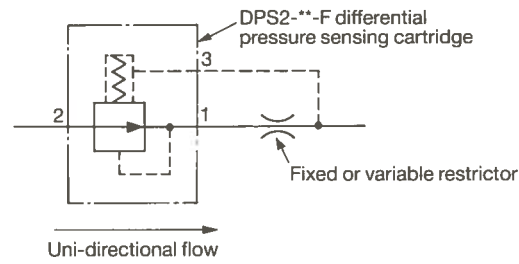 DPS2-**-F differential
pressure sensing cartridge
3
2
1
Fixed or variable restrictor
Uni-directional flow